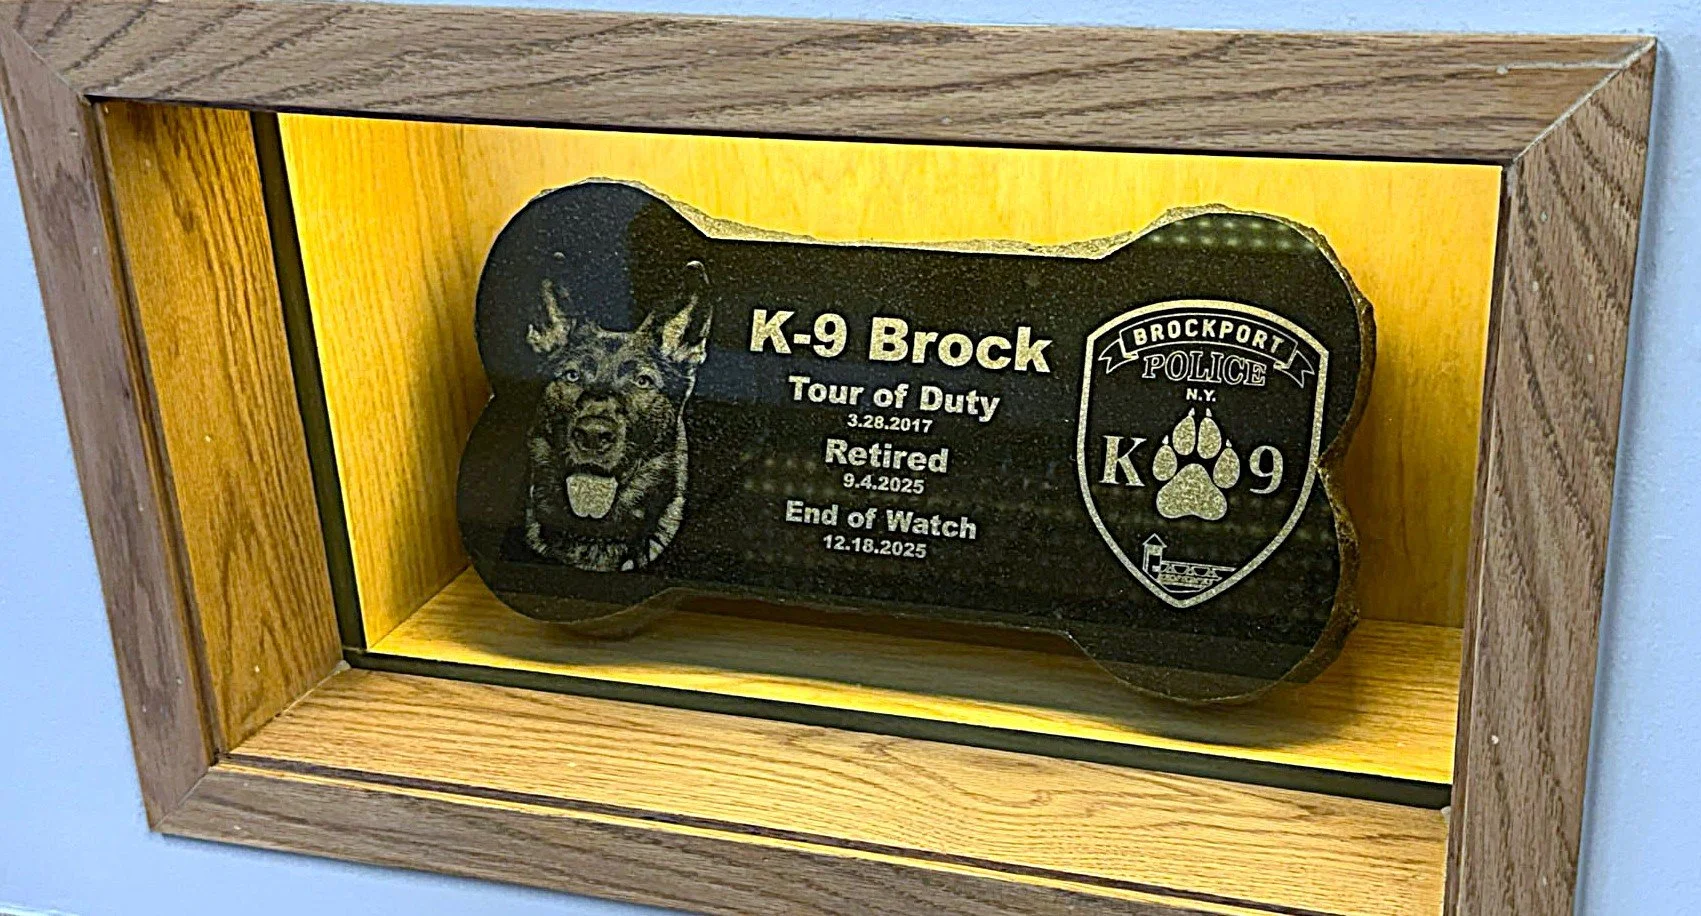 K-9 Brock
Tour of Duty
3.28.2017
Retired
9.4.2025
End of Watch
12.18.2025
BROCKPORT
POLICE
N.Y.
K 9